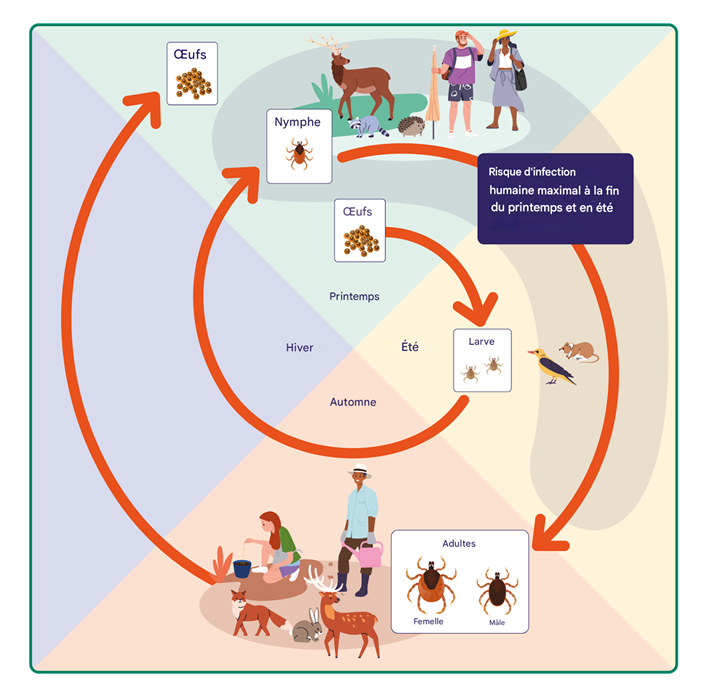 Œufs
Nymphe
Risque d'infection
humaine maximal à la fin
du printemps et en été
Œufs
Printemps
Hiver
Été
Larve
Automne
Adultes
Femelle
Mâle